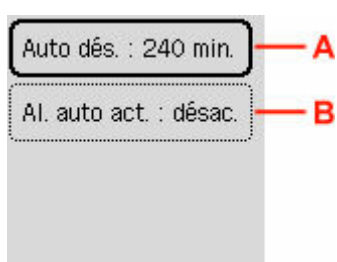 Auto dés. : 240 min.
A
Al. auto act. : désac.
B